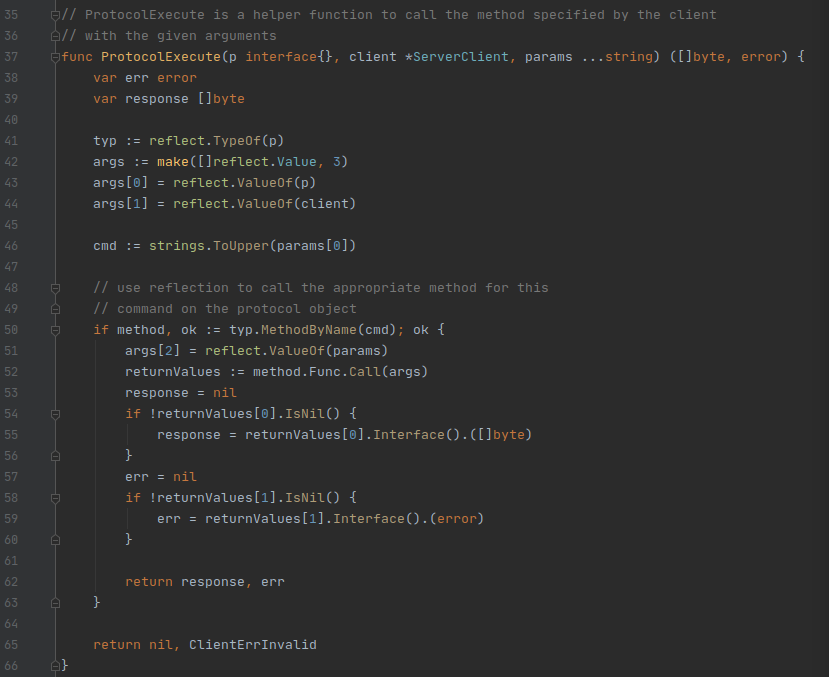 35 // ProtocolExecute is a helper function to call the method specified by the client
36 // with the given arguments
37 func ProtocolExecute(p interface{}, client *ServerClient, params ...string) ([]byte, error) {
38     var err error
39     var response []byte
40
41     typ := reflect.TypeOf(p)
42     args := make([]reflect.Value, 3)
43     args[0] = reflect.ValueOf(p)
44     args[1] = reflect.ValueOf(client)
45
46     cmd := strings.ToUpper(params[0])
47
48     // use reflection to call the appropriate method for this
49     // command on the protocol object
50     if method, ok := typ.MethodByName(cmd); ok {
51         args[2] = reflect.ValueOf(params)
52         returnValues := method.Func.Call(args)
53         response = nil
54         if !returnValues[0].IsNil() {
55             response = returnValues[0].Interface().([]byte)
56         }
57         err = nil
58         if !returnValues[1].IsNil() {
59             err = returnValues[1].Interface().(error)
60         }
61
62         return response, err
63     }
64
65     return nil, ClientErrInvalid
66 }